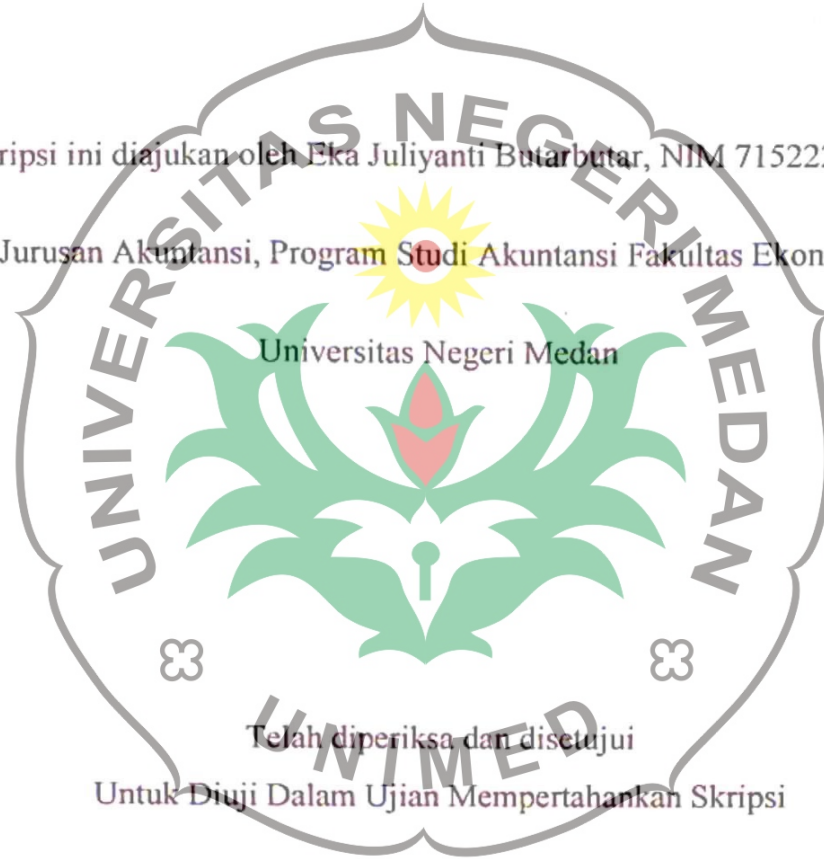 ripsi ini diajukan oleh Eka Juliyanti Butarbutar, NIM 715222
Jurusan Akuntansi, Program Studi Akuntansi Fakultas Ekon
Universitas Negeri Medan
UNIVERSITAS NEGERI MEDAN
UNIMED
Telah diperiksa dan disetujui
Untuk Diuji Dalam Ujian Mempertahankan Skripsi